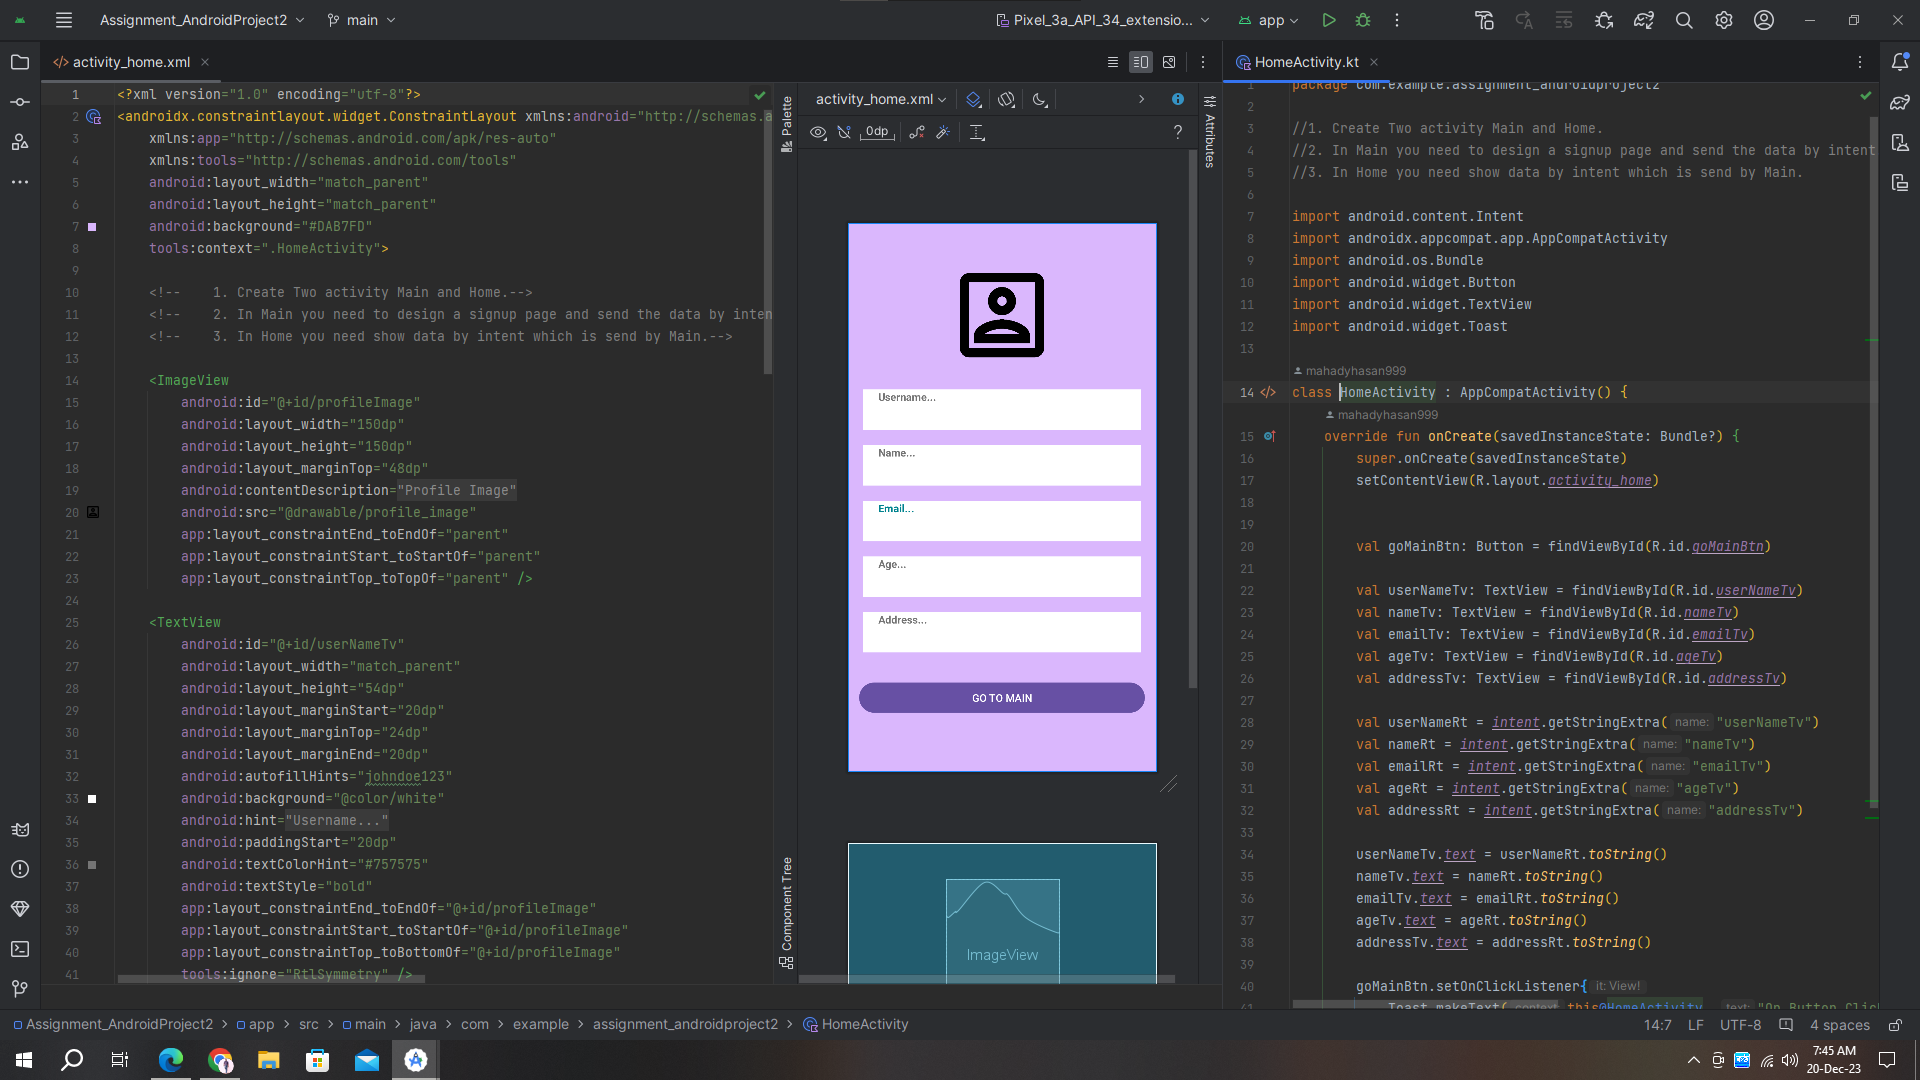 Assignment_AndroidProject2
main
Pixel_3a_API_34_extensio...
app
activity_home.xml
HomeActivity.kt
1 <?xml version="1.0" encoding="utf-8"?>
2 <androidx.constraintlayout.widget.ConstraintLayout xmlns:android="http://schemas.a
3 xmlns:app="http://schemas.android.com/apk/res-auto"
4 xmlns:tools="http://schemas.android.com/tools"
5 android:layout_width="match_parent"
6 android:layout_height="match_parent"
7 android:background="#DAB7FD"
8 tools:context=".HomeActivity">
9
10 <!-- 1. Create Two activity Main and Home.-->
11 <!-- 2. In Main you need to design a signup page and send the data by inten
12 <!-- 3. In Home you need show data by intent which is send by Main.-->
13
14 <ImageView
15 android:id="@+id/profileImage"
16 android:layout_width="150dp"
17 android:layout_height="150dp"
18 android:layout_marginTop="48dp"
19 android:contentDescription="Profile Image"
20 android:src="@drawable/profile_image"
21 app:layout_constraintEnd_toEndOf="parent"
22 app:layout_constraintStart_toStartOf="parent"
23 app:layout_constraintTop_toTopOf="parent" />
24
25 <TextView
26 android:id="@+id/userNameTv"
27 android:layout_width="match_parent"
28 android:layout_height="54dp"
29 android:layout_marginStart="20dp"
30 android:layout_marginTop="24dp"
31 android:layout_marginEnd="20dp"
32 android:autofillHints="johndoe123"
33 android:background="@color/white"
34 android:hint="Username..."
35 android:paddingStart="20dp"
36 android:textColorHint="#757575"
37 android:textStyle="bold"
38 app:layout_constraintEnd_toEndOf="@+id/profileImage"
39 app:layout_constraintStart_toStartOf="@+id/profileImage"
40 app:layout_constraintTop_toBottomOf="@+id/profileImage"
41 tools:ignore="RtlSymmetry" />
Palette
Component Tree
activity_home.xml
0dp
?
Attributes
Username...
Name...
Email...
Age...
Address...
GO TO MAIN
ImageView
1 package com.example.assignment_androidproject2
2
3 //1. Create Two activity Main and Home.
4 //2. In Main you need to design a signup page and send the data by intent
5 //3. In Home you need show data by intent which is send by Main.
6
7 import android.content.Intent
8 import androidx.appcompat.app.AppCompatActivity
9 import android.os.Bundle
10 import android.widget.Button
11 import android.widget.TextView
12 import android.widget.Toast
13
mahadyhasan999
14 class HomeActivity : AppCompatActivity() {
mahadyhasan999
15 override fun onCreate(savedInstanceState: Bundle?) {
16 super.onCreate(savedInstanceState)
17 setContentView(R.layout.activity_home)
18
19
20 val goMainBtn: Button = findViewById(R.id.goMainBtn)
21
22 val userNameTv: TextView = findViewById(R.id.userNameTv)
23 val nameTv: TextView = findViewById(R.id.nameTv)
24 val emailTv: TextView = findViewById(R.id.emailTv)
25 val ageTv: TextView = findViewById(R.id.ageTv)
26 val addressTv: TextView = findViewById(R.id.addressTv)
27
28 val userNameRt = intent.getStringExtra( name: "userNameTv")
29 val nameRt = intent.getStringExtra( name: "nameTv")
30 val emailRt = intent.getStringExtra( name: "emailTv")
31 val ageRt = intent.getStringExtra( name: "ageTv")
32 val addressRt = intent.getStringExtra( name: "addressTv")
33
34 userNameTv.text = userNameRt.toString()
35 nameTv.text = nameRt.toString()
36 emailTv.text = emailRt.toString()
37 ageTv.text = ageRt.toString()
38 addressTv.text = addressRt.toString()
39
40 goMainBtn.setOnClickListener{ it: View!
41 Toast.makeText( context: this@HomeActivity, text: "On Button Clic
Assignment_AndroidProject2 > app > src > main > java > com > example > assignment_androidproject2 > HomeActivity
14:7 LF UTF-8 4 spaces
7:45 AM
20-Dec-23